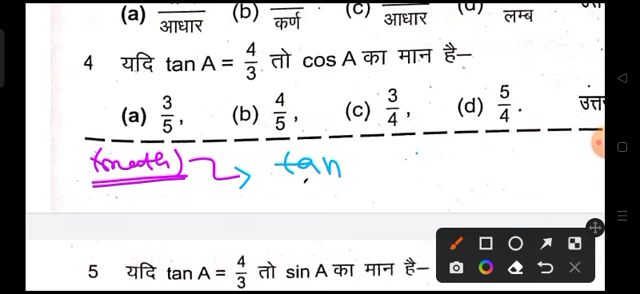 (a) आधार (b) कर्ण (c) आधार (d) लम्ब
4 यदि tan A = 4/3 तो cos A का मान है–
(a) 3/5, (b) 4/5, (c) 3/4, (d) 5/4. उत्त
(meth) tan
5 यदि tan A = 4/3 तो sin A का मान है–